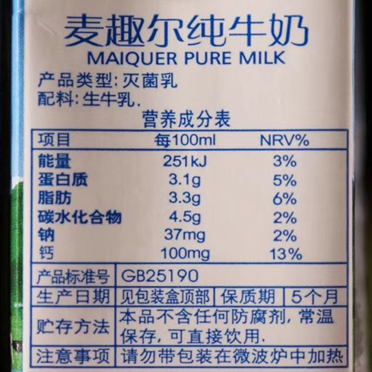 麦趣尔纯牛奶
MAIQUER PURE MILK
产品类型: 灭菌乳
配料: 生牛乳.
营养成分表
项目 每100ml NRV%
能量 251kJ 3%
蛋白质 3.1g 5%
脂肪 3.3g 6%
碳水化合物 4.5g 2%
钠 37mg 2%
钙 100mg 13%
产品标准号 GB25190
生产日期 见包装盒顶部 保质期 5个月
贮存方法 本品不含任何防腐剂, 常温
保存, 可直接饮用.
注意事项 请勿带包装在微波炉中加热